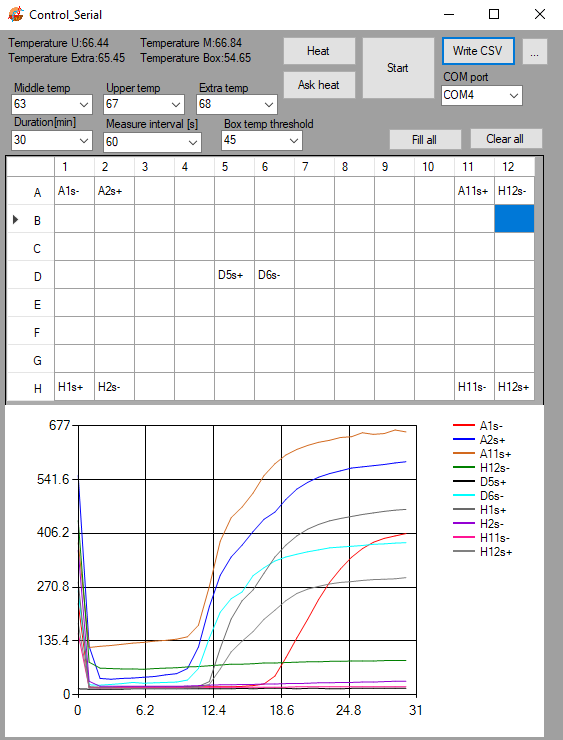 Control_Serial
Temperature U:66.44 Temperature M:66.84
Temperature Extra:65.45 Temperature Box:54.65
Heat
Ask heat
Start
Write CSV
...
COM port
COM4
Middle temp Upper temp Extra temp
63 67 68
Duration[min] Measure interval [s] Box temp threshold
30 60 45
Fill all Clear all
1 2 3 4 5 6 7 8 9 10 11 12
A A1s- A2s+ A11s+ H12s-
B
C
D D5s+ D6s-
E
F
G
H H1s+ H2s- H11s- H12s+
677
541.6
406.2
270.8
135.4
0
0 6.2 12.4 18.6 24.8 31
A1s-
A2s+
A11s+
H12s-
D5s+
D6s-
H1s+
H2s-
H11s-
H12s+